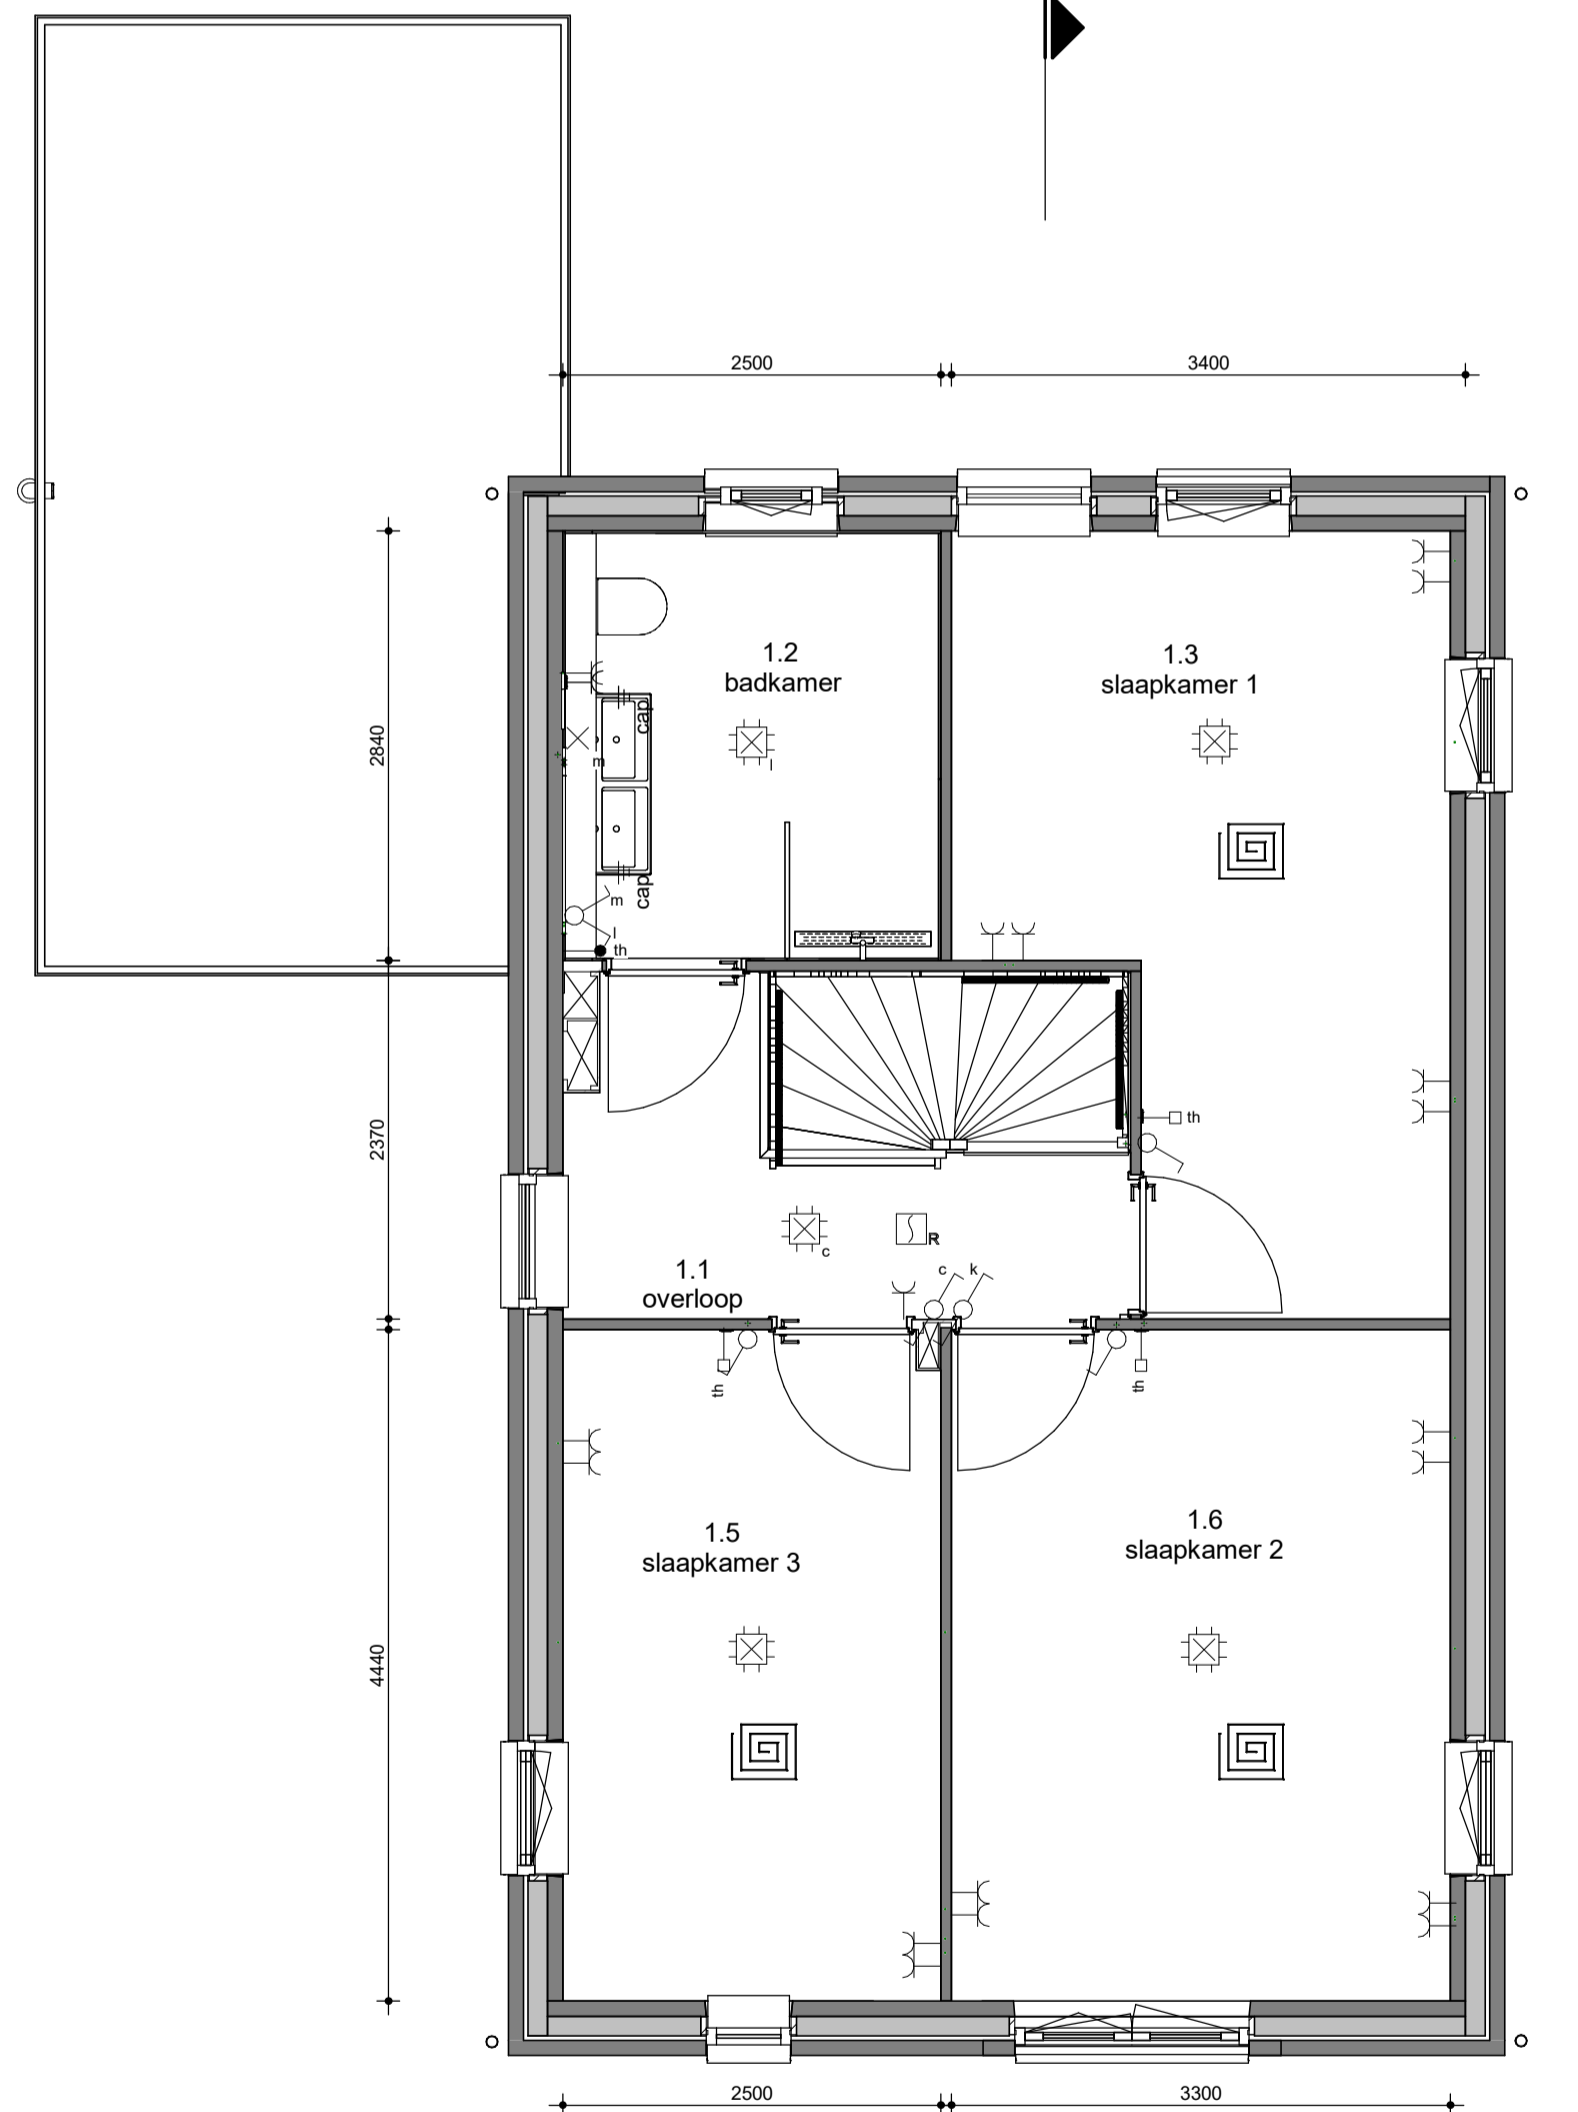 2500
3400
1.2
badkamer
1.3
slaapkamer 1
cap
m
l
2840
cap
m
l
th
th
2370
c
R
1.1
overloop
c
k
th
th
1.5
slaapkamer 3
1.6
slaapkamer 2
4440
2500
3300